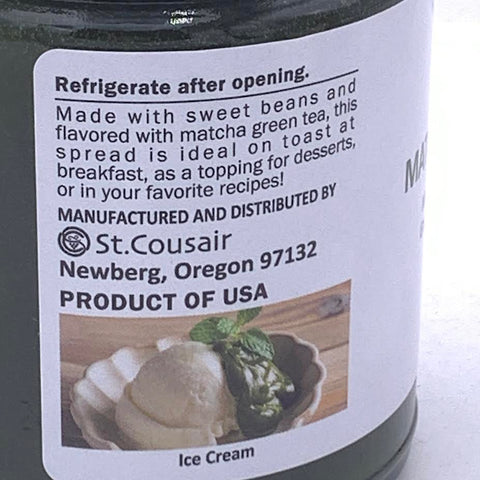 Refrigerate after opening.
Made with sweet beans and
flavored with matcha green tea, this
spread is ideal on toast at
breakfast, as a topping for desserts,
or in your favorite recipes!
MANUFACTURED AND DISTRIBUTED BY
St.Cousair
Newberg, Oregon 97132
PRODUCT OF USA
Ice Cream